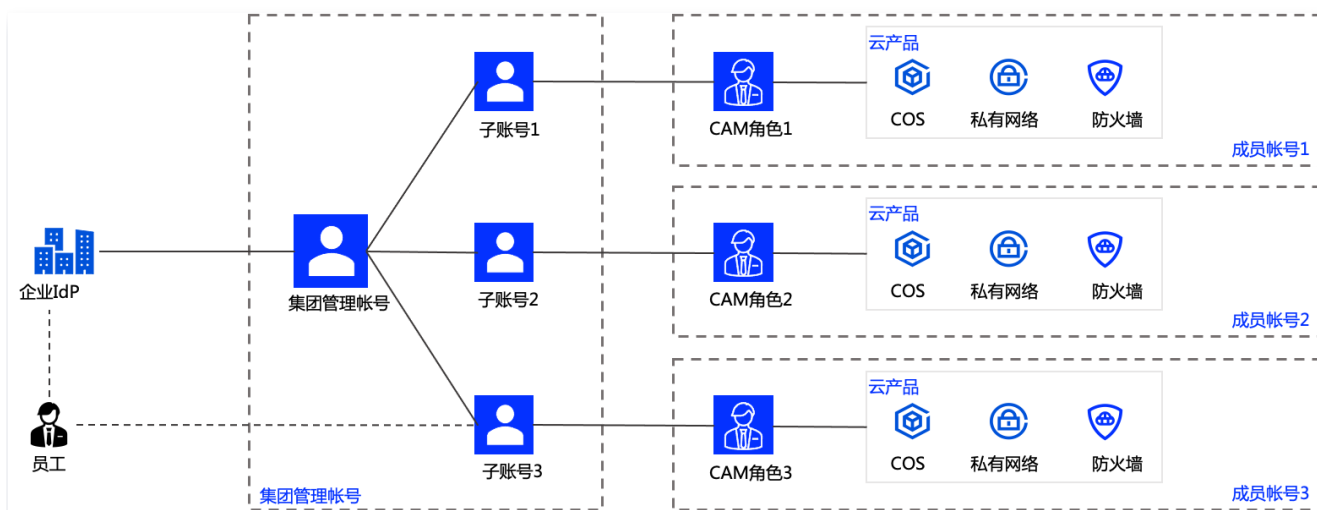 云产品
COS
私有网络
防火墙
子账号1
CAM角色1
成员帐号1
企业IdP
集团管理帐号
子账号2
CAM角色2
云产品
COS
私有网络
防火墙
成员帐号2
员工
子账号3
CAM角色3
云产品
COS
私有网络
防火墙
集团管理帐号
成员帐号3